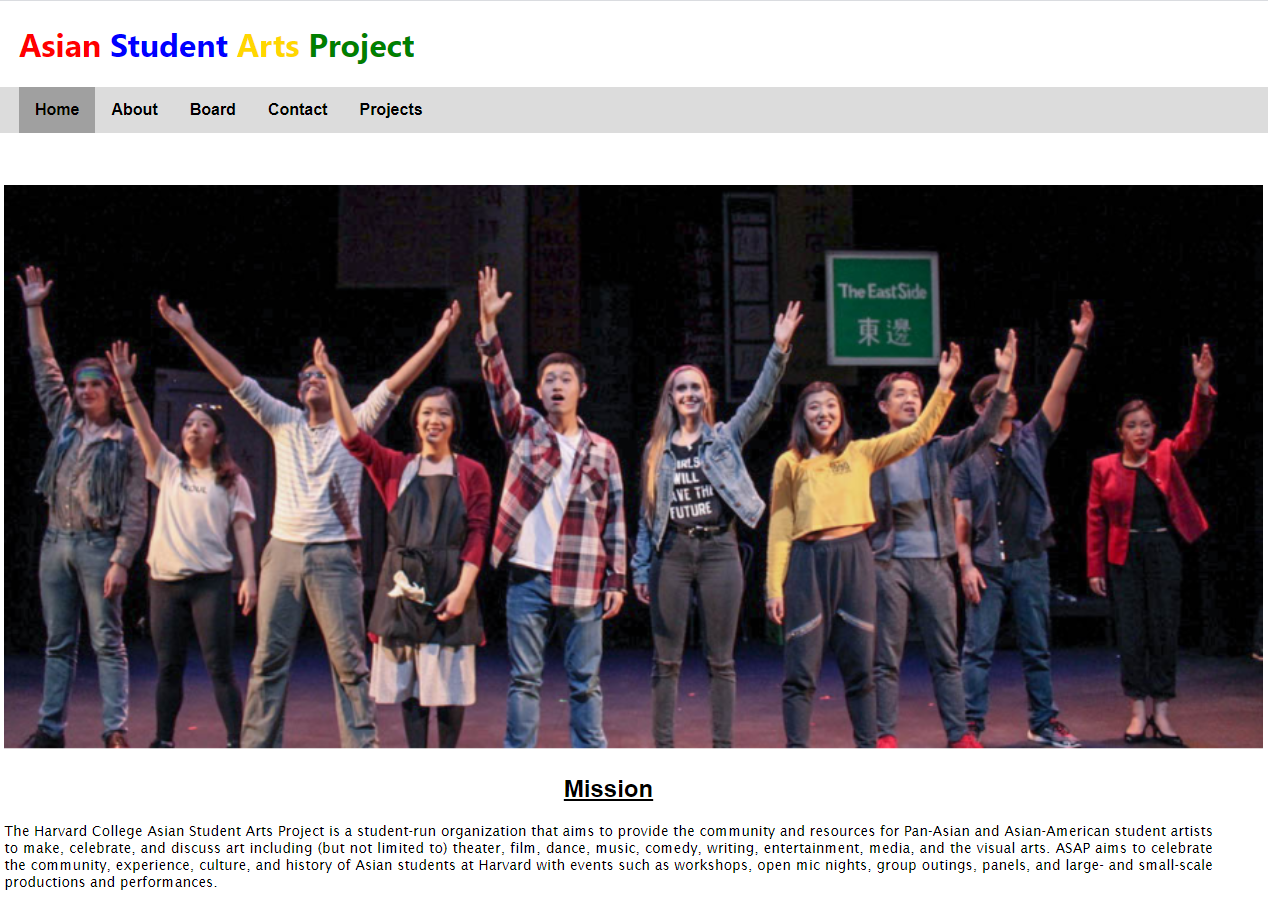 Asian Student Arts Project
Home About Board Contact Projects
The East Side
東邊
WILL
THE
FUTURE
Mission
The Harvard College Asian Student Arts Project is a student-run organization that aims to provide the community and resources for Pan-Asian and Asian-American student artists
to make, celebrate, and discuss art including (but not limited to) theater, film, dance, music, comedy, writing, entertainment, media, and the visual arts. ASAP aims to celebrate
the community, experience, culture, and history of Asian students at Harvard with events such as workshops, open mic nights, group outings, panels, and large- and small-scale
productions and performances.